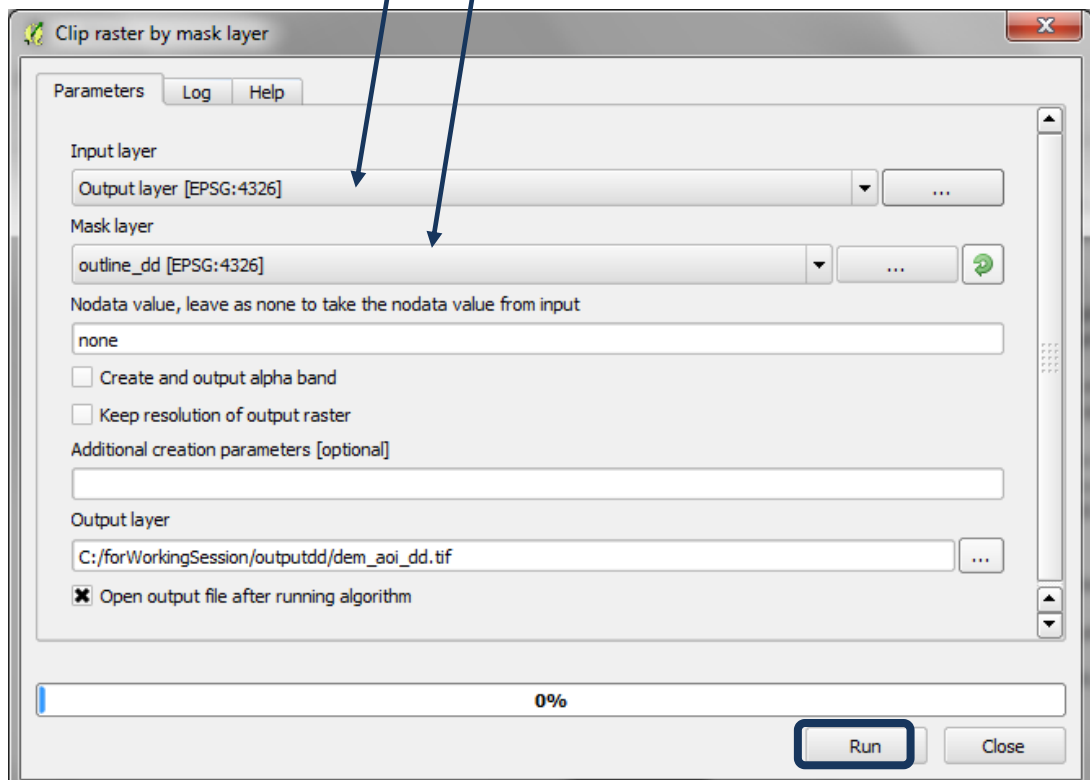 Clip raster by mask layer
Parameters Log Help
Input layer
Output layer [EPSG:4326] ...
Mask layer
outline_dd [EPSG:4326] ...
Nodata value, leave as none to take the nodata value from input
none
Create and output alpha band
Keep resolution of output raster
Additional creation parameters [optional]
Output layer
C:/forWorkingSession/outputdd/dem_aoi_dd.tif ...
Open output file after running algorithm
0%
Run Close